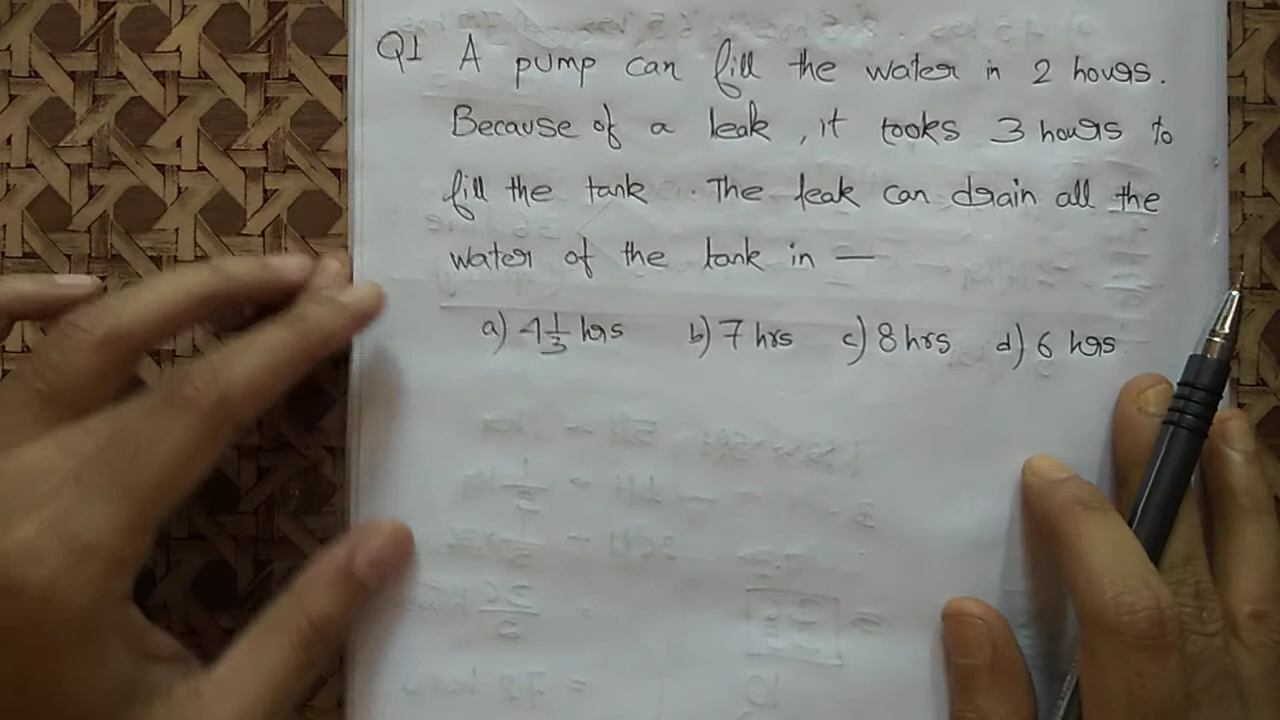 Q1 A pump can fill the water in 2 hours.
Because of a leak, it tooks 3 hours to
fill the tank. The leak can drain all the
water of the tank in —
a) 4 1/3 hrs b) 7 hrs c) 8 hrs d) 6 hrs